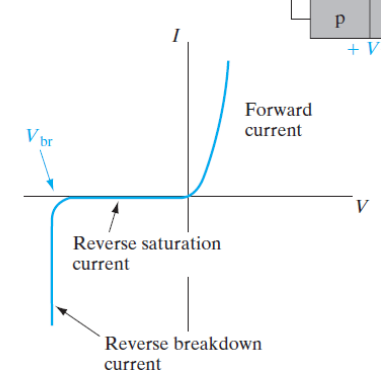 p
+ V
I
Forward
current
V br
V
Reverse saturation
current
Reverse breakdown
current